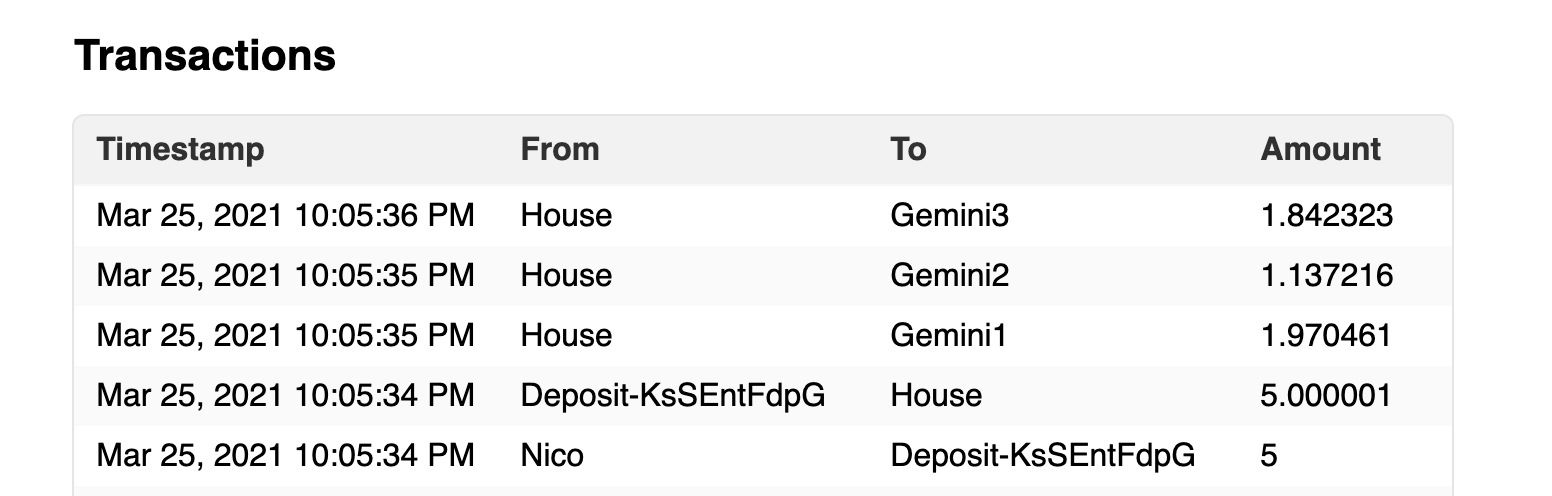 Transactions
Timestamp From To Amount
Mar 25, 2021 10:05:36 PM House Gemini3 1.842323
Mar 25, 2021 10:05:35 PM House Gemini2 1.137216
Mar 25, 2021 10:05:35 PM House Gemini1 1.970461
Mar 25, 2021 10:05:34 PM Deposit-KsSEntFdpG House 5.000001
Mar 25, 2021 10:05:34 PM Nico Deposit-KsSEntFdpG 5